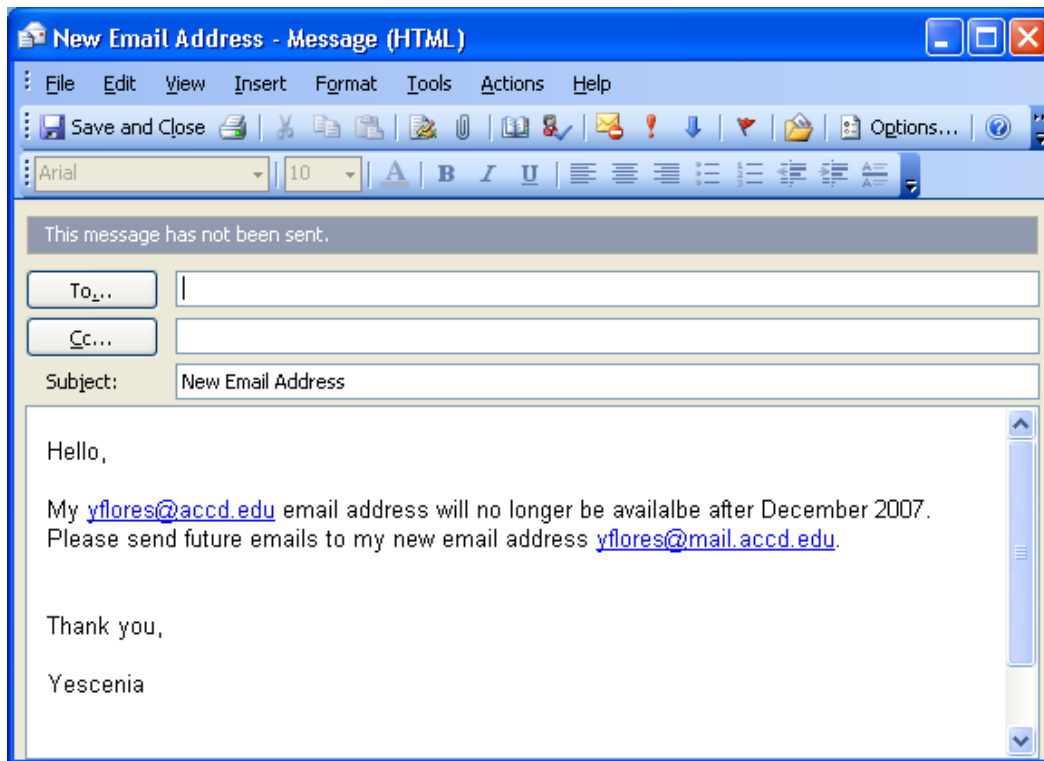 New Email Address - Message (HTML)
File Edit View Insert Format Tools Actions Help
Save and Close Options...
Arial 10 A B I U
This message has not been sent.
To...
Cc...
Subject: New Email Address
Hello,
My yflores@accd.edu email address will no longer be availalbe after December 2007.
Please send future emails to my new email address yflores@mail.accd.edu.
Thank you,
Yescenia